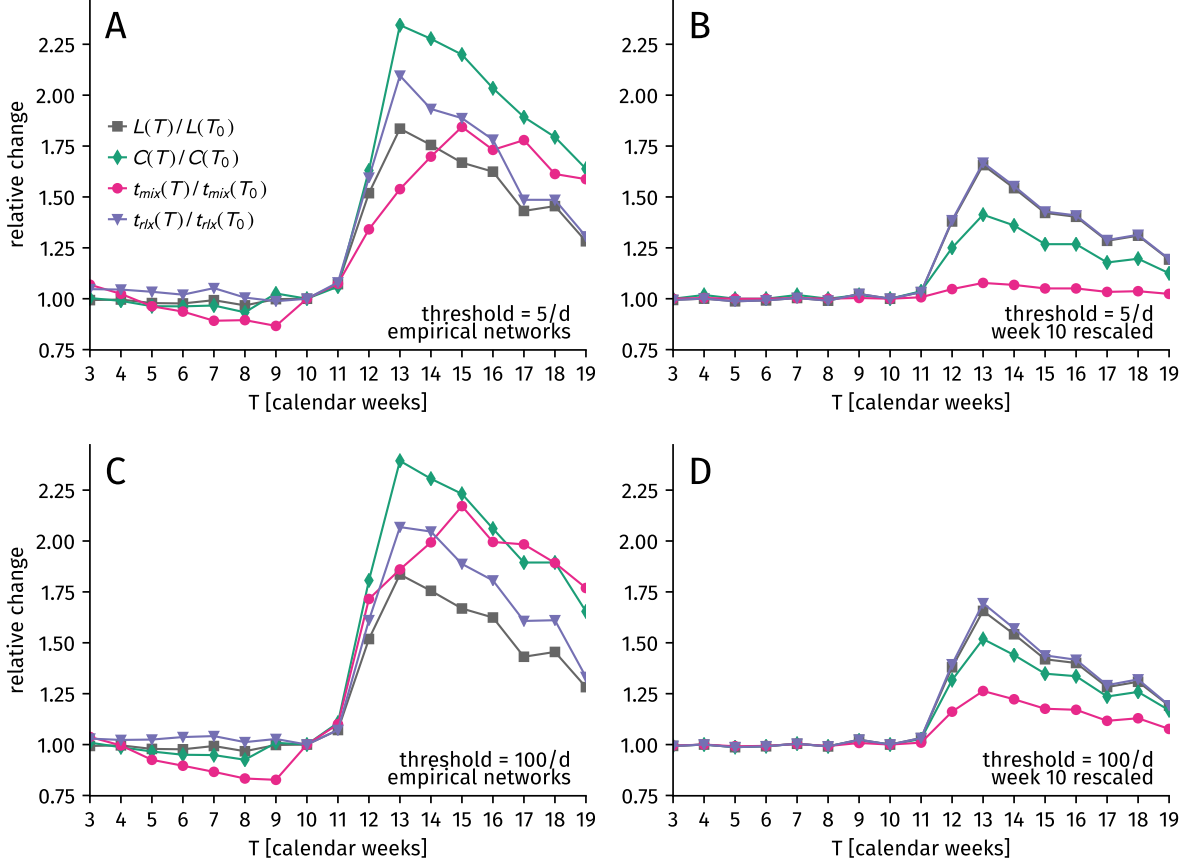 A
relative change
2.25
2.00
1.75
1.50
1.25
1.00
0.75
L(T)/L(T₀)
C(T)/C(T₀)
t_mix(T)/t_mix(T₀)
t_rlx(T)/t_rlx(T₀)
threshold = 5/d
empirical networks
3 4 5 6 7 8 9 10 11 12 13 14 15 16 17 18 19
T [calendar weeks]
B
2.25
2.00
1.75
1.50
1.25
1.00
0.75
threshold = 5/d
week 10 rescaled
3 4 5 6 7 8 9 10 11 12 13 14 15 16 17 18 19
T [calendar weeks]
C
relative change
2.25
2.00
1.75
1.50
1.25
1.00
0.75
threshold = 100/d
empirical networks
3 4 5 6 7 8 9 10 11 12 13 14 15 16 17 18 19
T [calendar weeks]
D
2.25
2.00
1.75
1.50
1.25
1.00
0.75
threshold = 100/d
week 10 rescaled
3 4 5 6 7 8 9 10 11 12 13 14 15 16 17 18 19
T [calendar weeks]